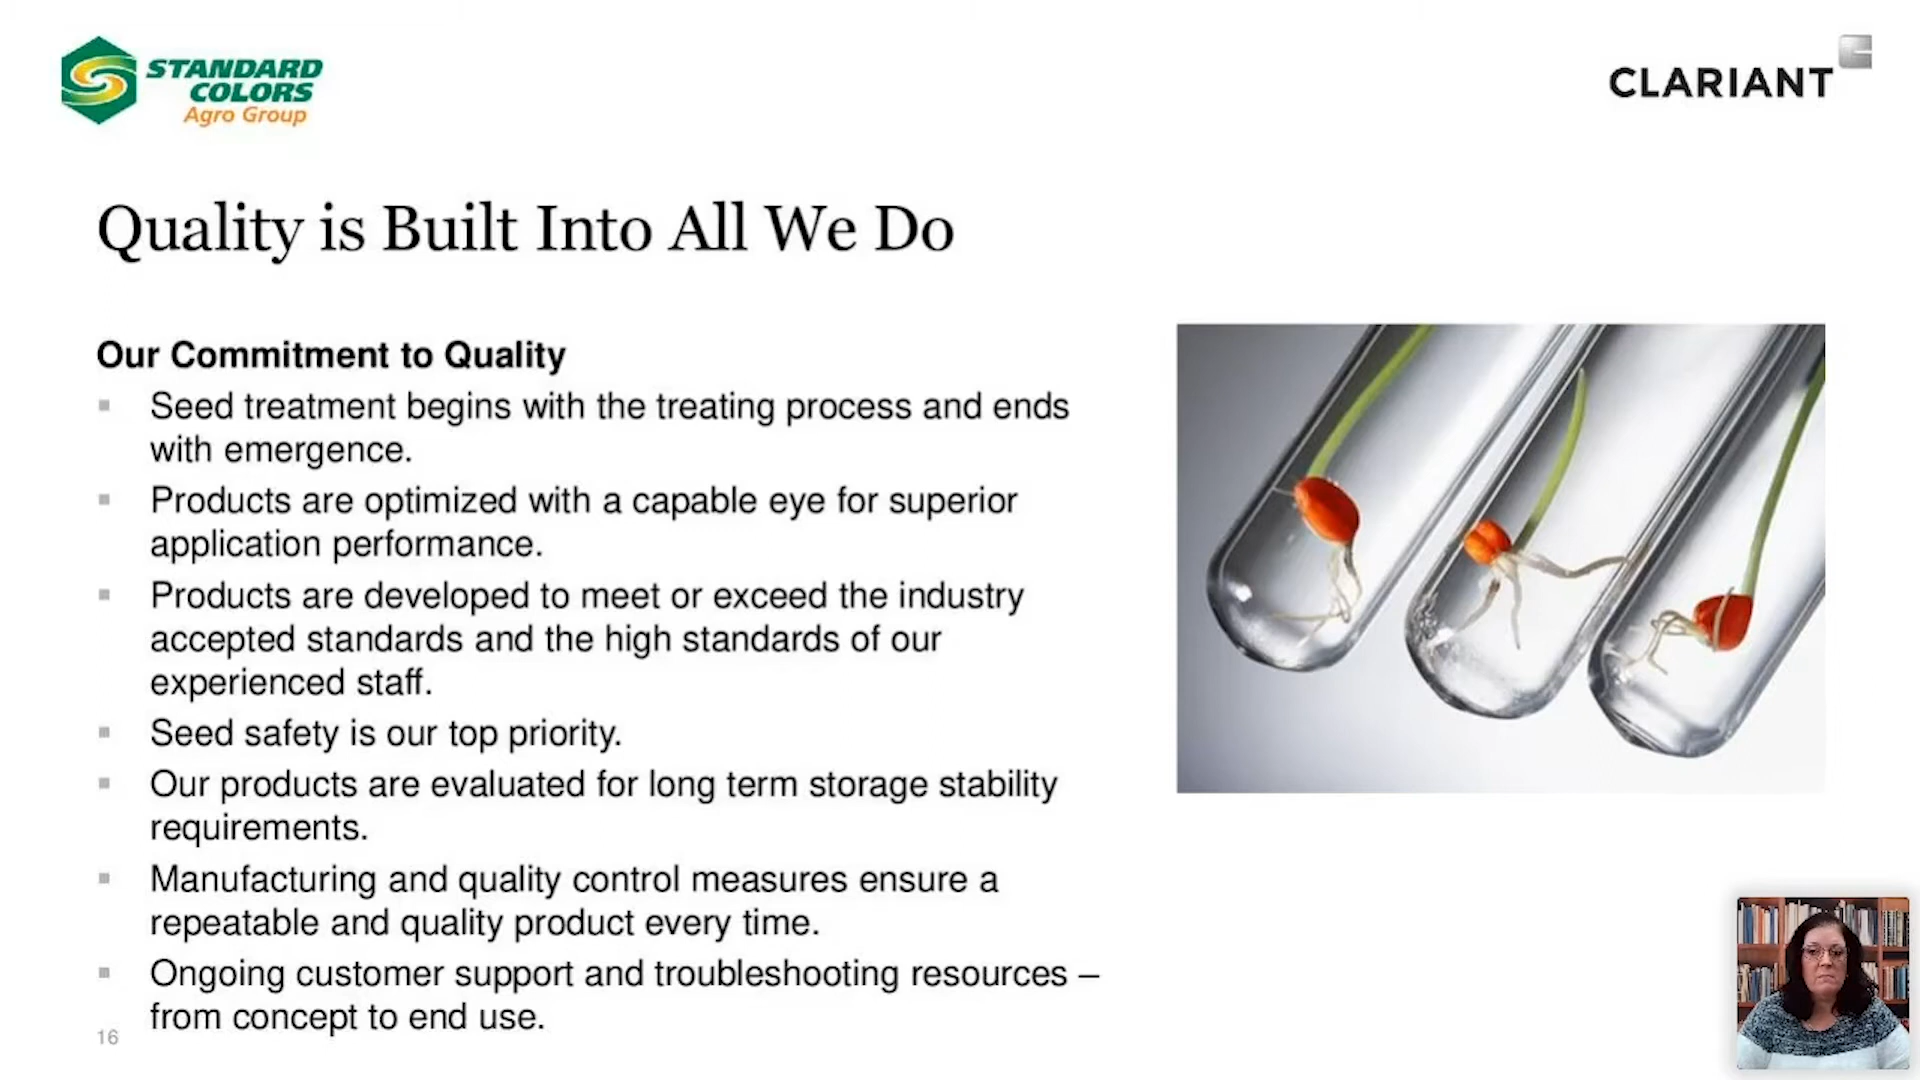 STANDARD
COLORS
Agro Group
CLARIANT
Quality is Built Into All We Do
Our Commitment to Quality
Seed treatment begins with the treating process and ends
with emergence.
Products are optimized with a capable eye for superior
application performance.
Products are developed to meet or exceed the industry
accepted standards and the high standards of our
experienced staff.
Seed safety is our top priority.
Our products are evaluated for long term storage stability
requirements.
Manufacturing and quality control measures ensure a
repeatable and quality product every time.
Ongoing customer support and troubleshooting resources –
from concept to end use.
16